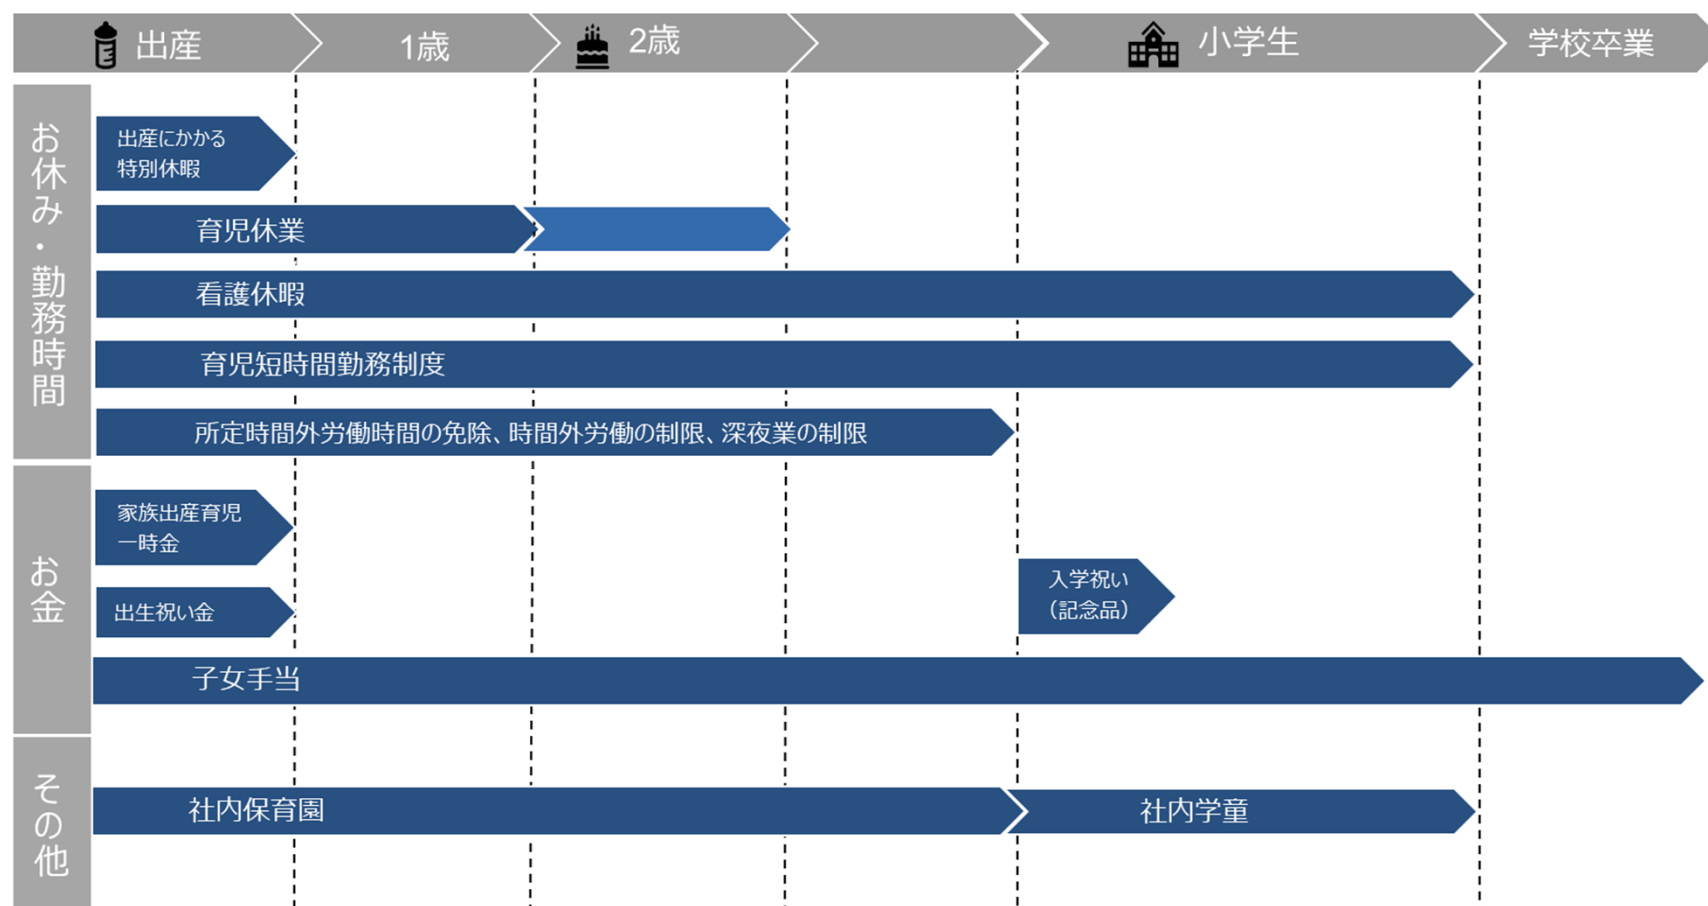 出産
1歳
2歳
小学生
学校卒業
お休み・勤務時間
出産にかかる
特別休暇
育児休業
看護休暇
育児短時間勤務制度
所定時間外労働時間の免除、時間外労働の制限、深夜業の制限
お金
家族出産育児
一時金
出生祝い金
入学祝い
（記念品）
子女手当
その他
社内保育園
社内学童